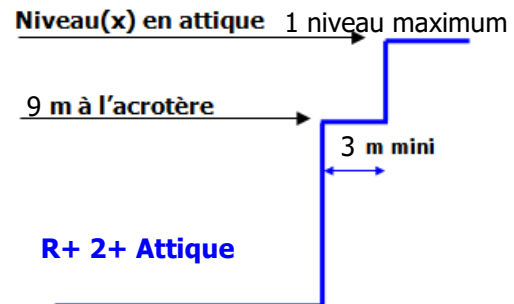 Niveau(x) en attique 1 niveau maximum
9 m à l'acrotère
3 m mini
R+ 2+ Attique